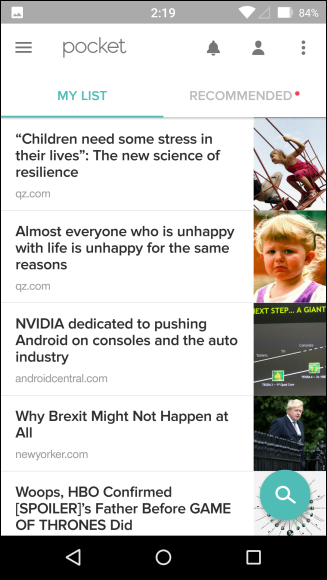 2:19
84%
pocket
MY LIST
RECOMMENDED
“Children need some stress in
their lives”: The new science of
resilience
qz.com
Almost everyone who is unhappy
with life is unhappy for the same
reasons
qz.com
NVIDIA dedicated to pushing
Android on consoles and the auto
industry
androidcentral.com
NEXT STEP... A GIANT
Why Brexit Might Not Happen at
All
newyorker.com
Woops, HBO Confirmed
[SPOILER]’s Father Before GAME
OF THRONES Did